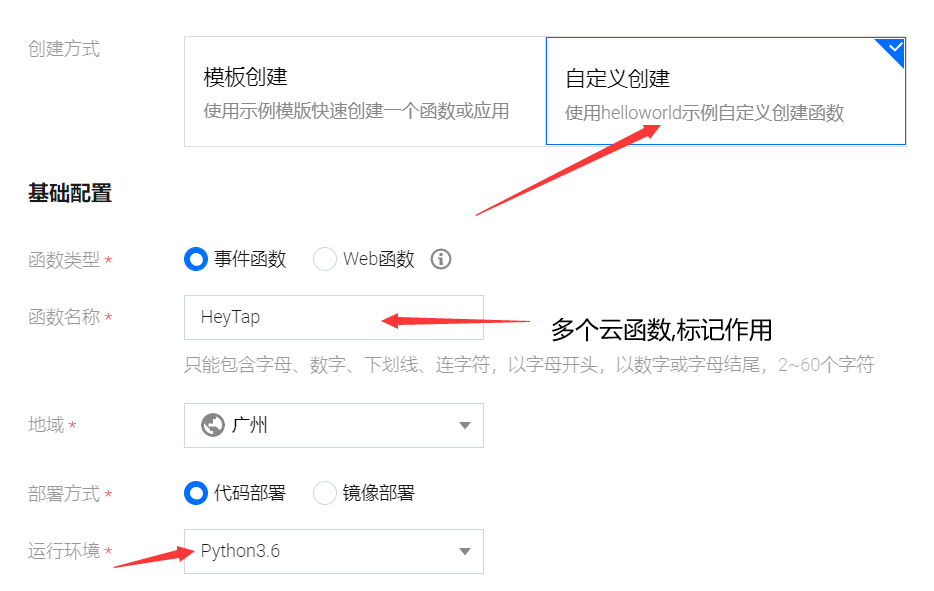 创建方式
模板创建
使用示例模版快速创建一个函数或应用
自定义创建
使用helloworld示例自定义创建函数
基础配置
函数类型 *
事件函数
Web函数
函数名称 *
HeyTap
多个云函数,标记作用
只能包含字母、数字、下划线、连字符，以字母开头，以数字或字母结尾，2~60个字符
地域 *
广州
部署方式 *
代码部署
镜像部署
运行环境 *
Python3.6